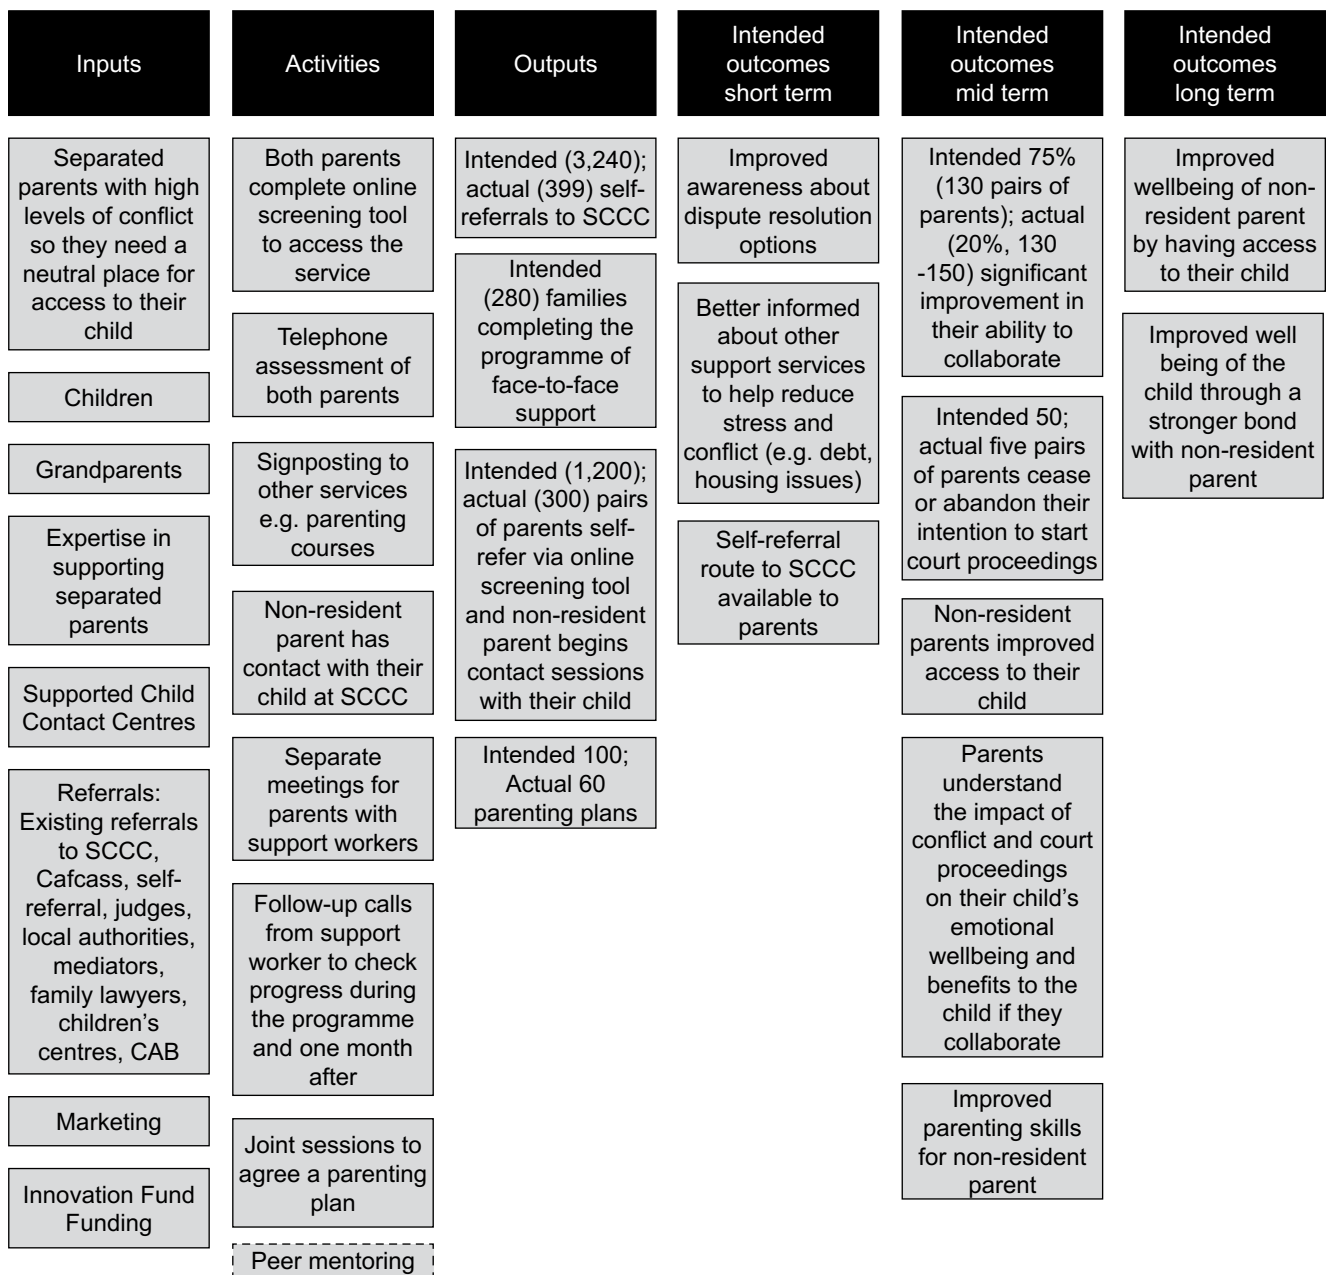 Inputs
Separated
parents with high
levels of conflict
so they need a
neutral place for
access to their
child
Children
Grandparents
Expertise in
supporting
separated
parents
Supported Child
Contact Centres
Referrals:
Existing referrals
to SCCC,
Cafcass, self-
referral, judges,
local authorities,
mediators,
family lawyers,
children's
centres, CAB
Marketing
Innovation Fund
Funding
Activities
Both parents
complete online
screening tool
to access the
service
Telephone
assessment of
both parents
Signposting to
other services
e.g. parenting
courses
Non-resident
parent has
contact with their
child at SCCC
Separate
meetings for
parents with
support workers
Follow-up calls
from support
worker to check
progress during
the programme
and one month
after
Joint sessions to
agree a parenting
plan
Peer mentoring
Outputs
Intended (3,240);
actual (399) self-
referrals to SCCC
Intended
(280) families
completing the
programme of
face-to-face
support
Intended (1,200);
actual (300) pairs
of parents self-
refer via online
screening tool
and non-resident
parent begins
contact sessions
with their child
Intended 100;
Actual 60
parenting plans
Intended
outcomes
short term
Improved
awareness about
dispute resolution
options
Better informed
about other
support services
to help reduce
stress and
conflict (e.g. debt,
housing issues)
Self-referral
route to SCCC
available to
parents
Intended
outcomes
mid term
Intended 75%
(130 pairs of
parents); actual
(20%, 130
-150) significant
improvement in
their ability to
collaborate
Intended 50;
actual five pairs
of parents cease
or abandon their
intention to start
court proceedings
Non-resident
parents improved
access to their
child
Parents
understand
the impact of
conflict and court
proceedings
on their child's
emotional
wellbeing and
benefits to the
child if they
collaborate
Improved
parenting skills
for non-resident
parent
Intended
outcomes
long term
Improved
wellbeing of non-
resident parent
by having access
to their child
Improved well
being of the
child through a
stronger bond
with non-resident
parent